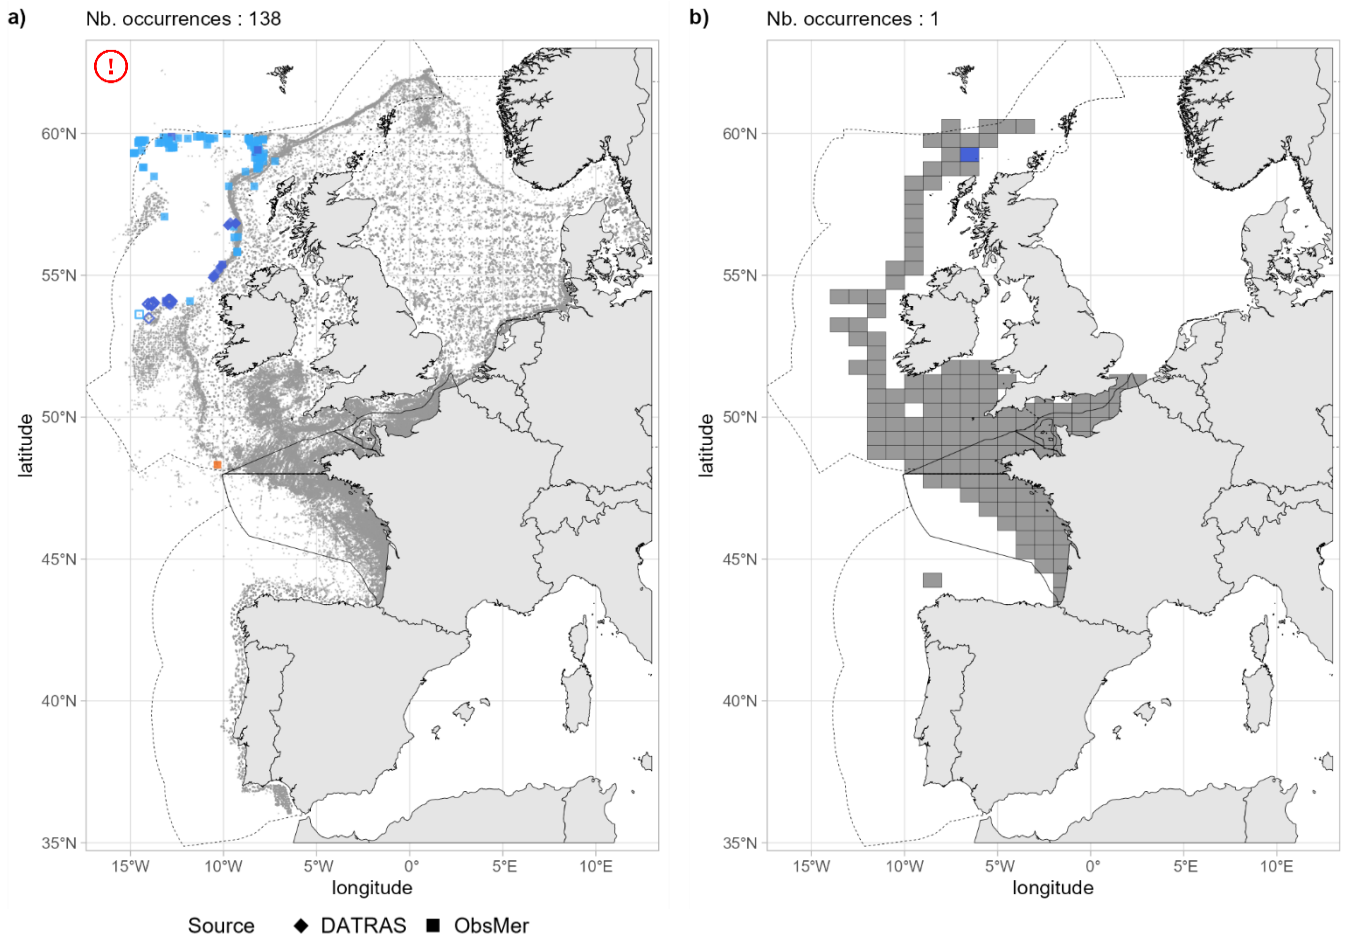 a) Nb. occurrences : 138
b) Nb. occurrences : 1
!
60°N
55°N
50°N
45°N
40°N
35°N
latitude
15°W 10°W 5°W 0° 5°E 10°E
longitude
60°N
55°N
50°N
45°N
40°N
35°N
latitude
15°W 10°W 5°W 0° 5°E 10°E
longitude
Source DATRAS ObsMer